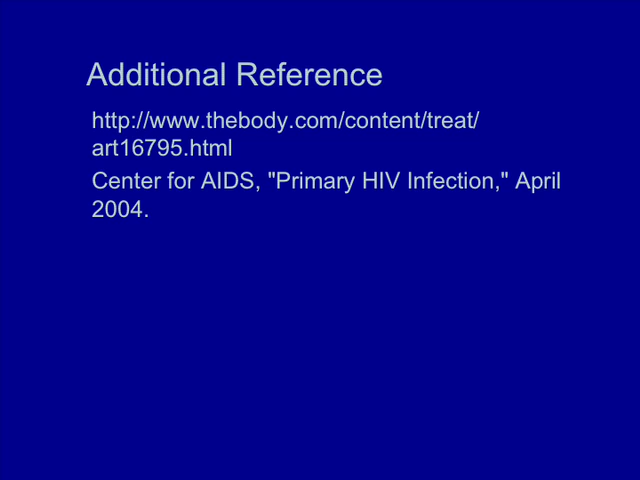 Additional Reference
http://www.thebody.com/content/treat/
art16795.html
Center for AIDS, "Primary HIV Infection," April
2004.